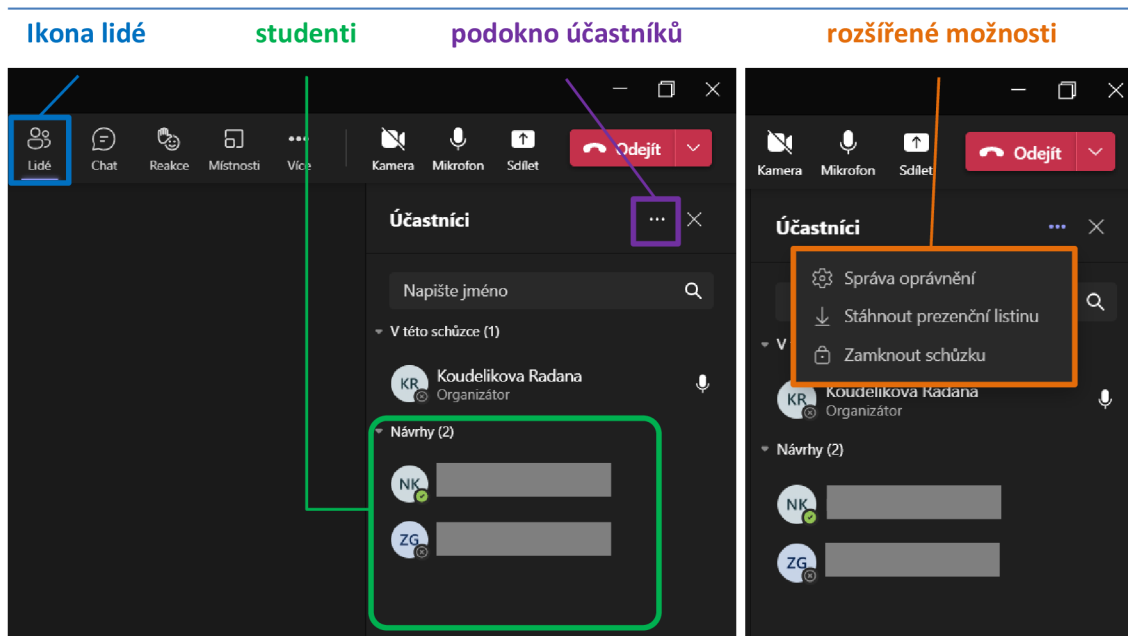 Ikona lidé studenti podokno účastníků rozšířené možnosti
Lidé Chat Reakce Místnosti Více Kamera Mikrofon Sdílet Odejít
Účastníci
Napište jméno
V této schůzce (1)
KR Koudelikova Radana
Organizátor
Návrhy (2)
NK
ZG
Kamera Mikrofon Sdílet Odejít
Účastníci
Správa oprávnění
Stáhnout prezenční listinu
Zamknout schůzku
V
KR Koudelikova Radana
Organizátor
Návrhy (2)
NK
ZG